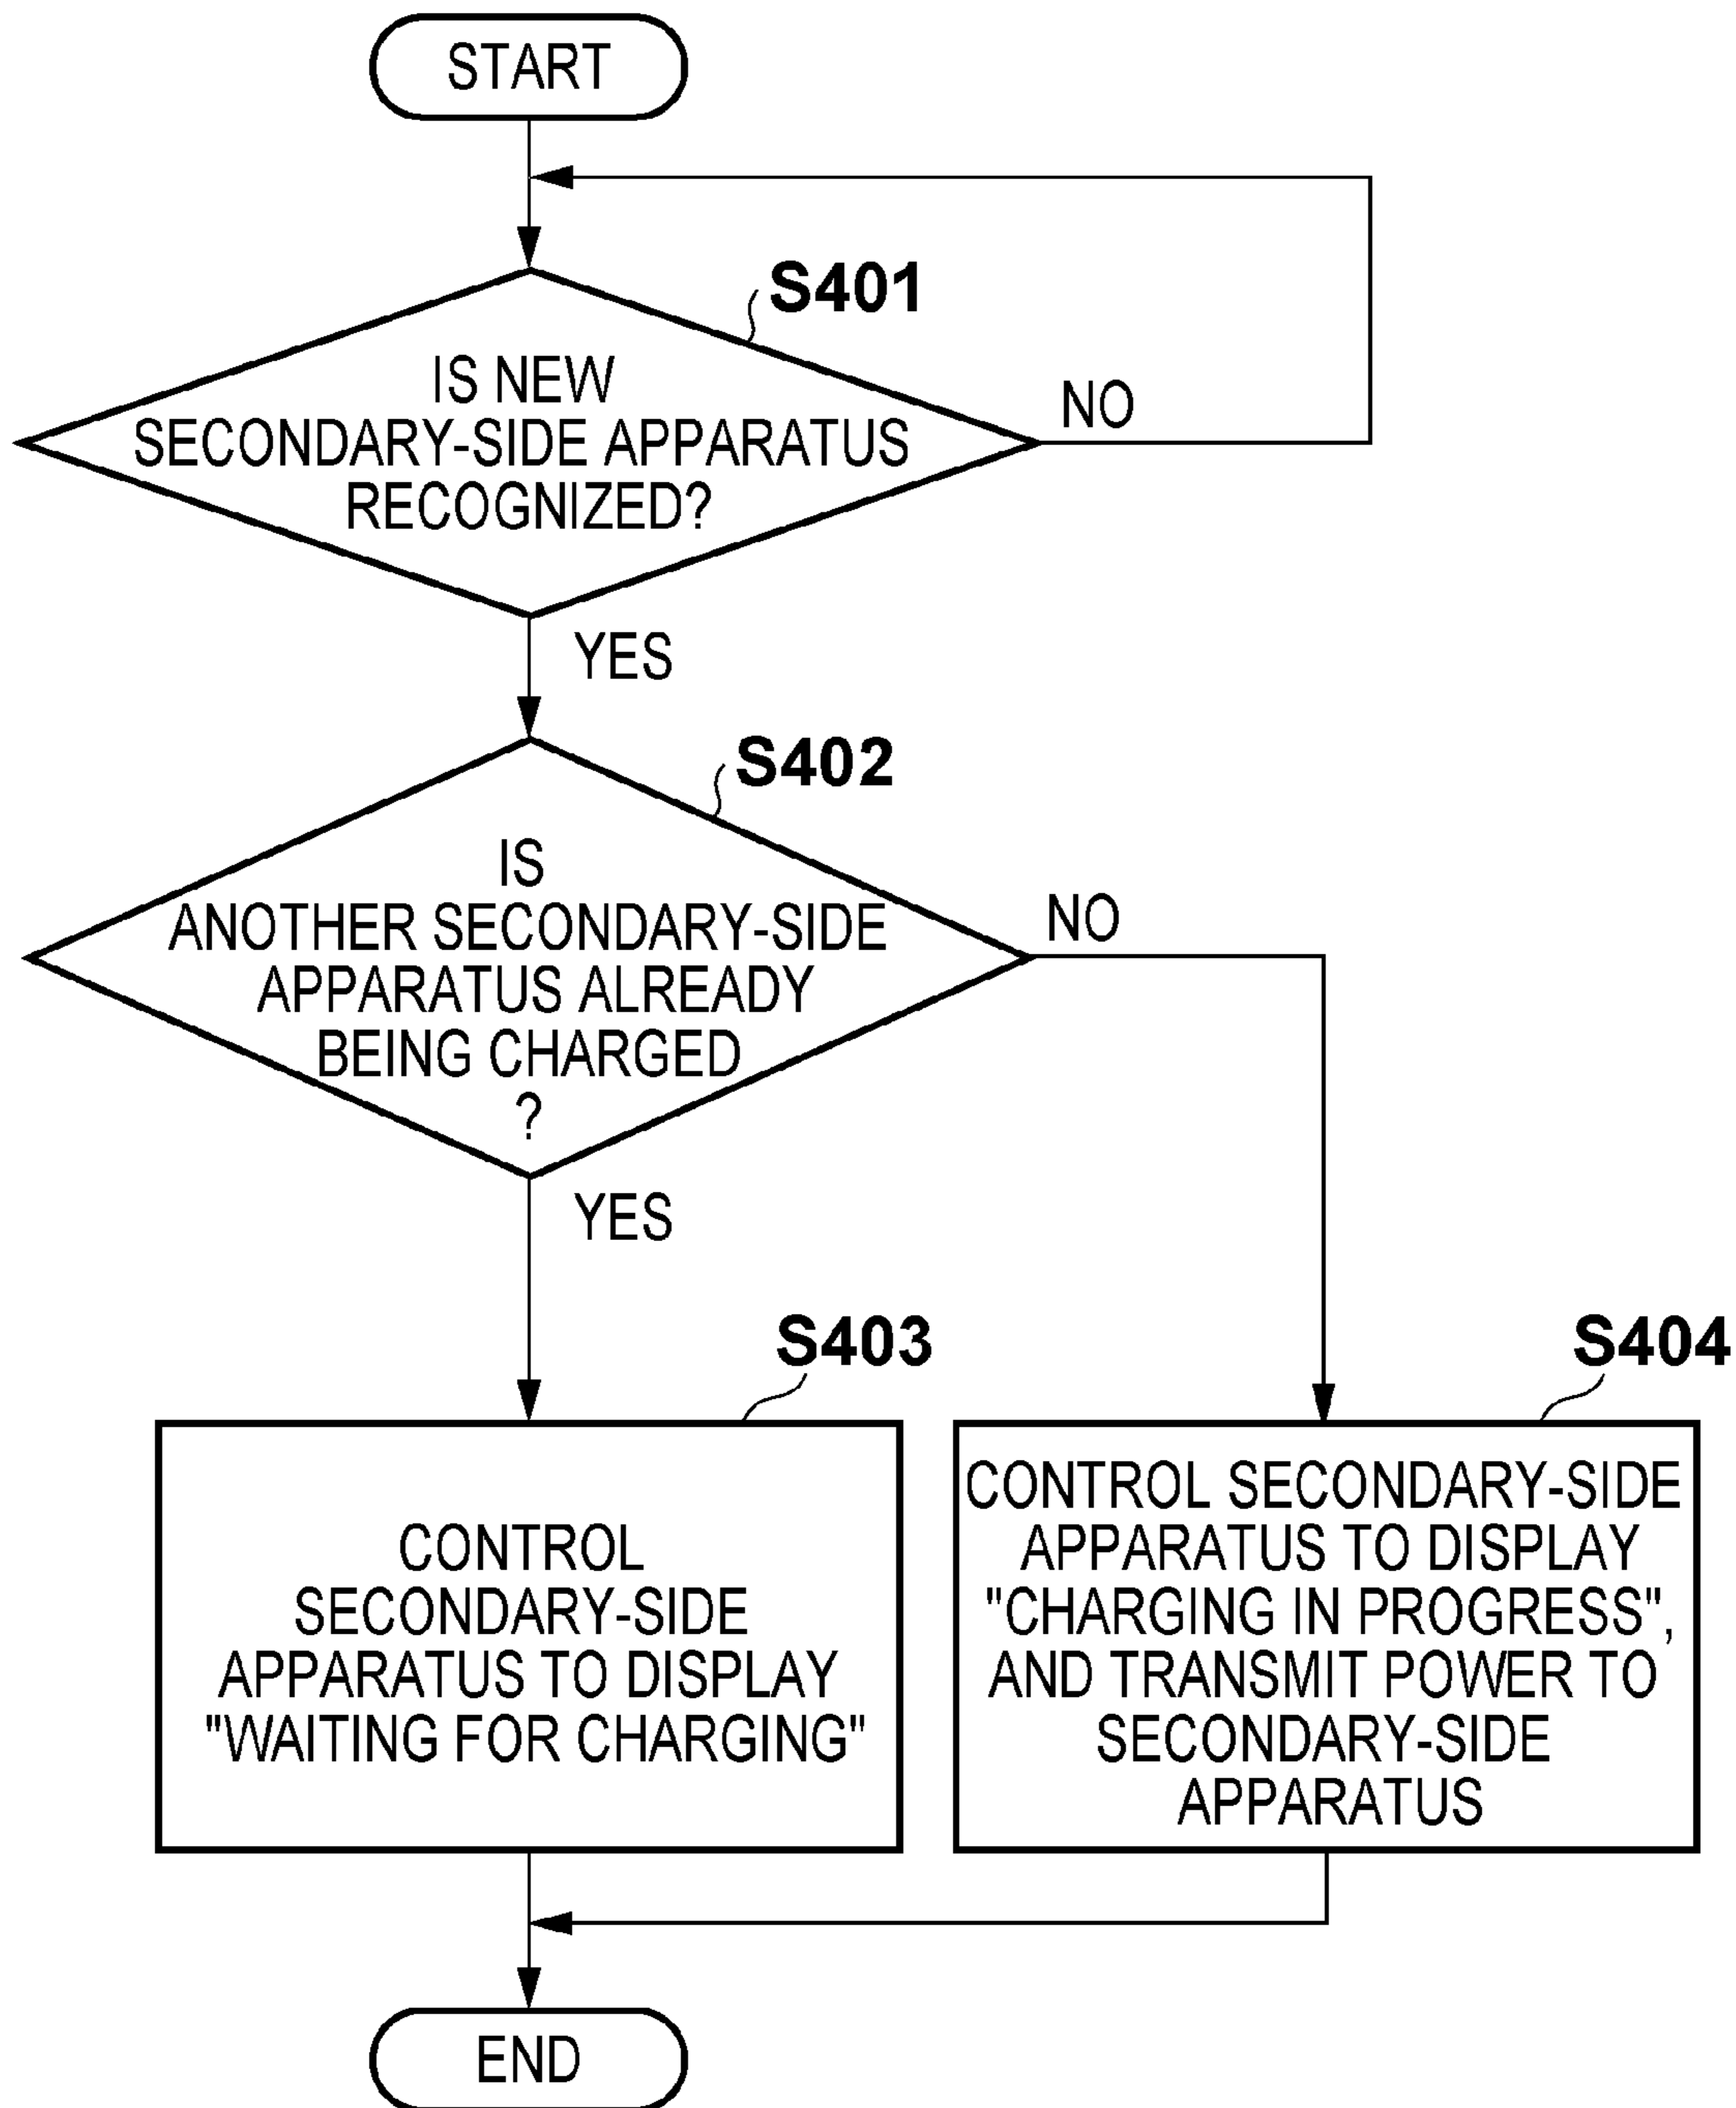 START
S401
IS NEW
SECONDARY-SIDE APPARATUS
RECOGNIZED?
NO
YES
S402
IS
ANOTHER SECONDARY-SIDE
APPARATUS ALREADY
BEING CHARGED
?
NO
YES
S403
CONTROL
SECONDARY-SIDE
APPARATUS TO DISPLAY
"WAITING FOR CHARGING"
S404
CONTROL SECONDARY-SIDE
APPARATUS TO DISPLAY
"CHARGING IN PROGRESS",
AND TRANSMIT POWER TO
SECONDARY-SIDE
APPARATUS
END